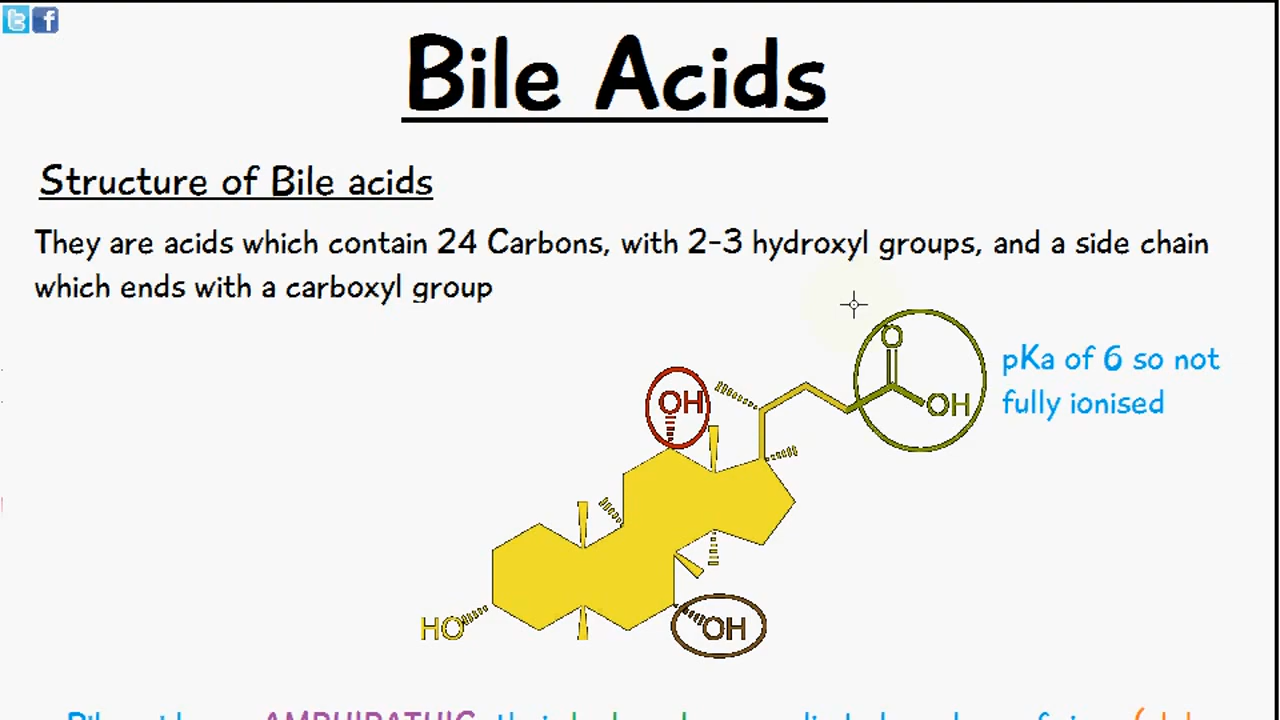 Bile Acids
Structure of Bile acids
They are acids which contain 24 Carbons, with 2-3 hydroxyl groups, and a side chain
which ends with a carboxyl group
O
OH
OH
pKa of 6 so not
fully ionised
HO
OH
AMPHIPATHIC